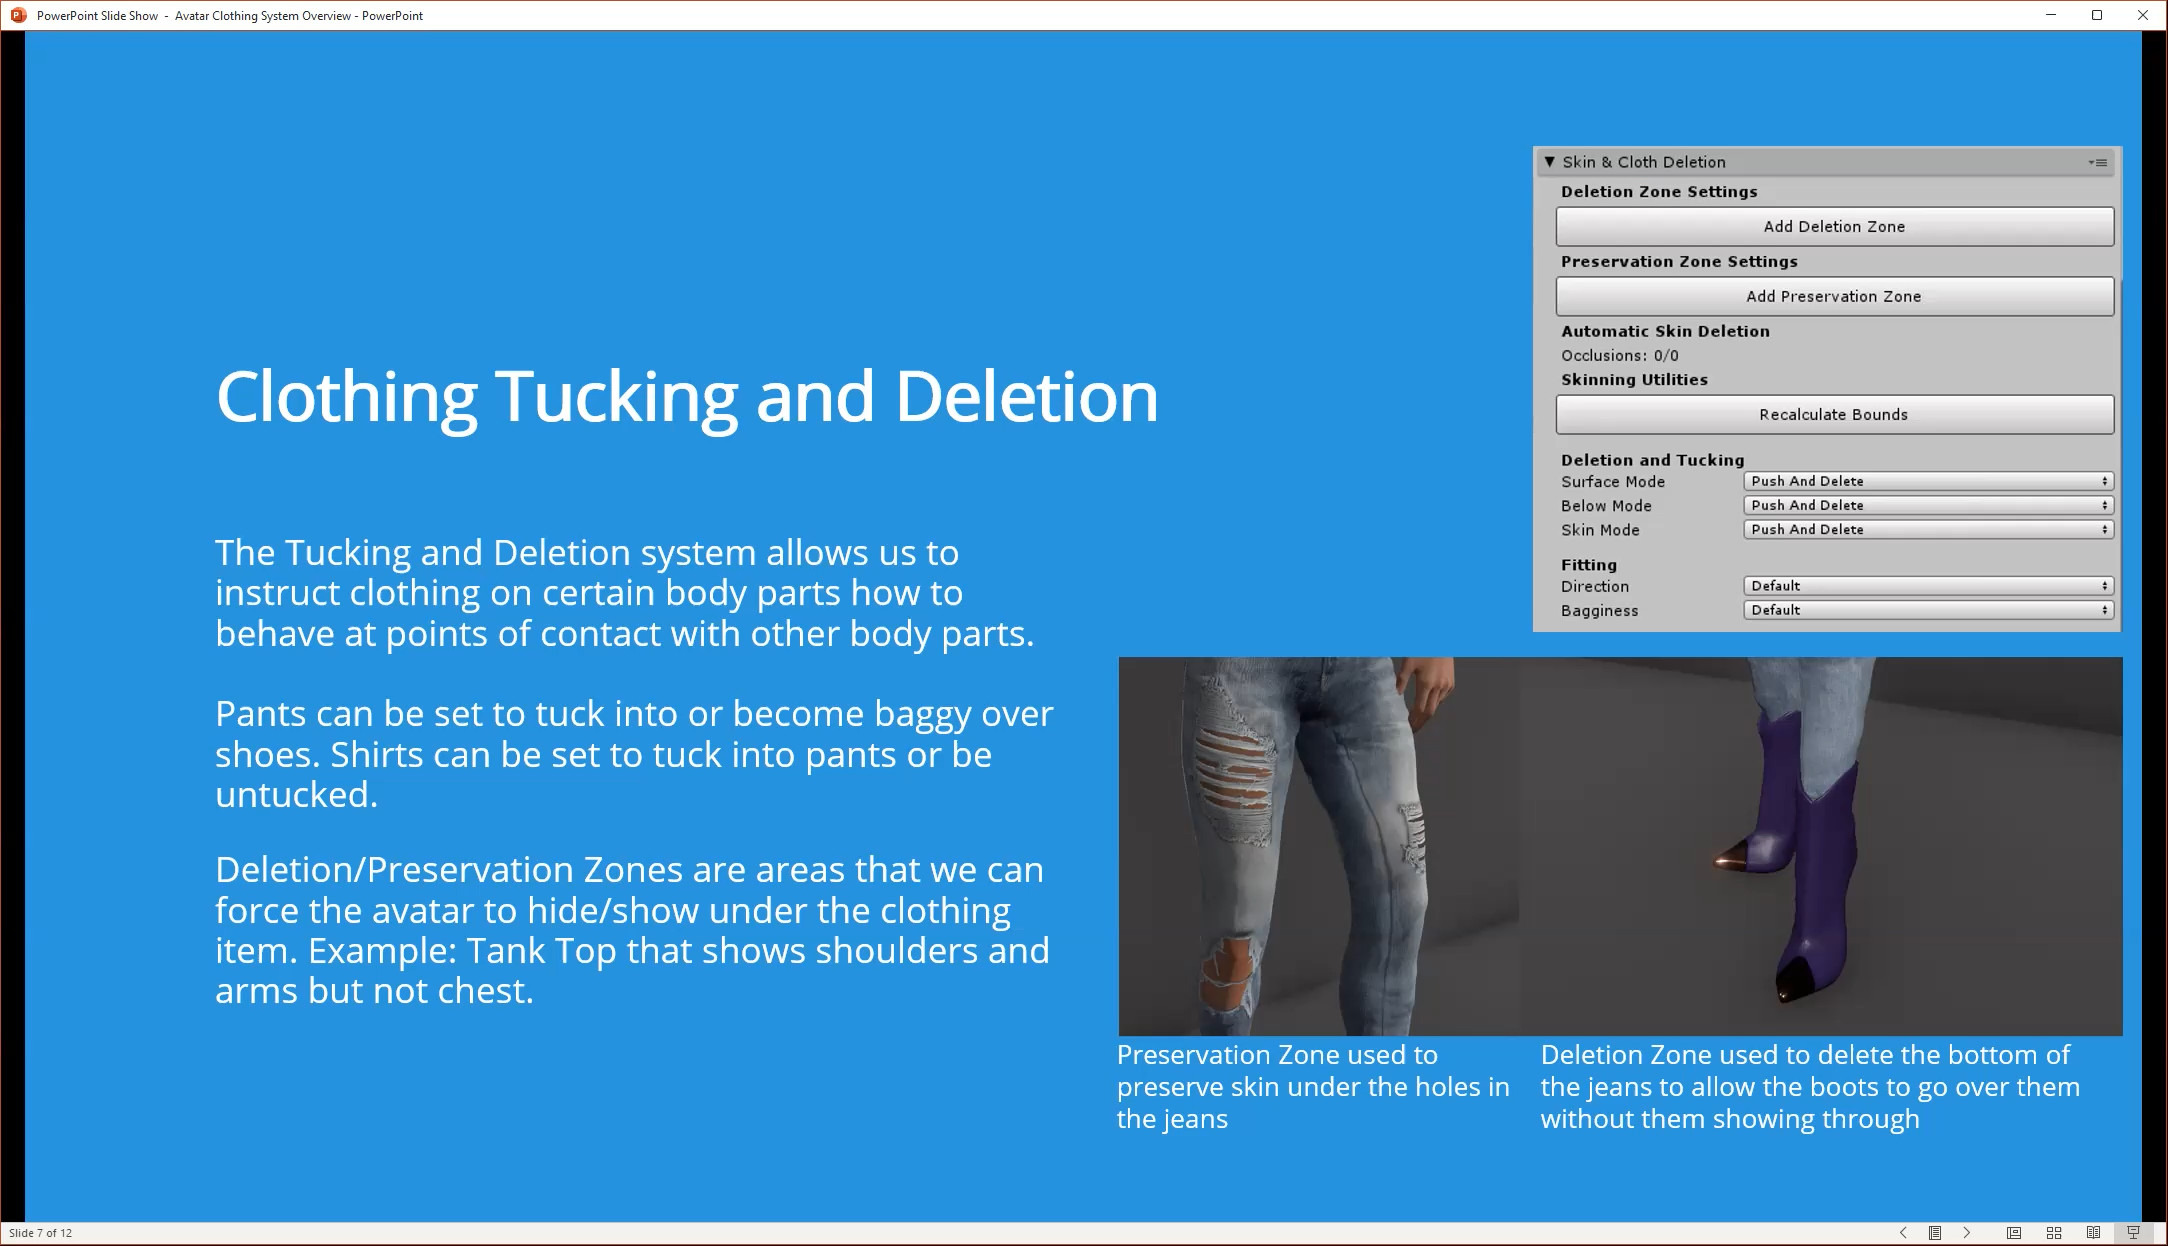 PowerPoint Slide Show - Avatar Clothing System Overview - PowerPoint
Clothing Tucking and Deletion
The Tucking and Deletion system allows us to
instruct clothing on certain body parts how to
behave at points of contact with other body parts.
Pants can be set to tuck into or become baggy over
shoes. Shirts can be set to tuck into pants or be
untucked.
Deletion/Preservation Zones are areas that we can
force the avatar to hide/show under the clothing
item. Example: Tank Top that shows shoulders and
arms but not chest.
Skin & Cloth Deletion
Deletion Zone Settings
Add Deletion Zone
Preservation Zone Settings
Add Preservation Zone
Automatic Skin Deletion
Occlusions: 0/0
Skinning Utilities
Recalculate Bounds
Deletion and Tucking
Surface Mode Push And Delete
Below Mode Push And Delete
Skin Mode Push And Delete
Fitting
Direction Default
Bagginess Default
Preservation Zone used to
preserve skin under the holes in
the jeans
Deletion Zone used to delete the bottom of
the jeans to allow the boots to go over them
without them showing through
Slide 7 of 12